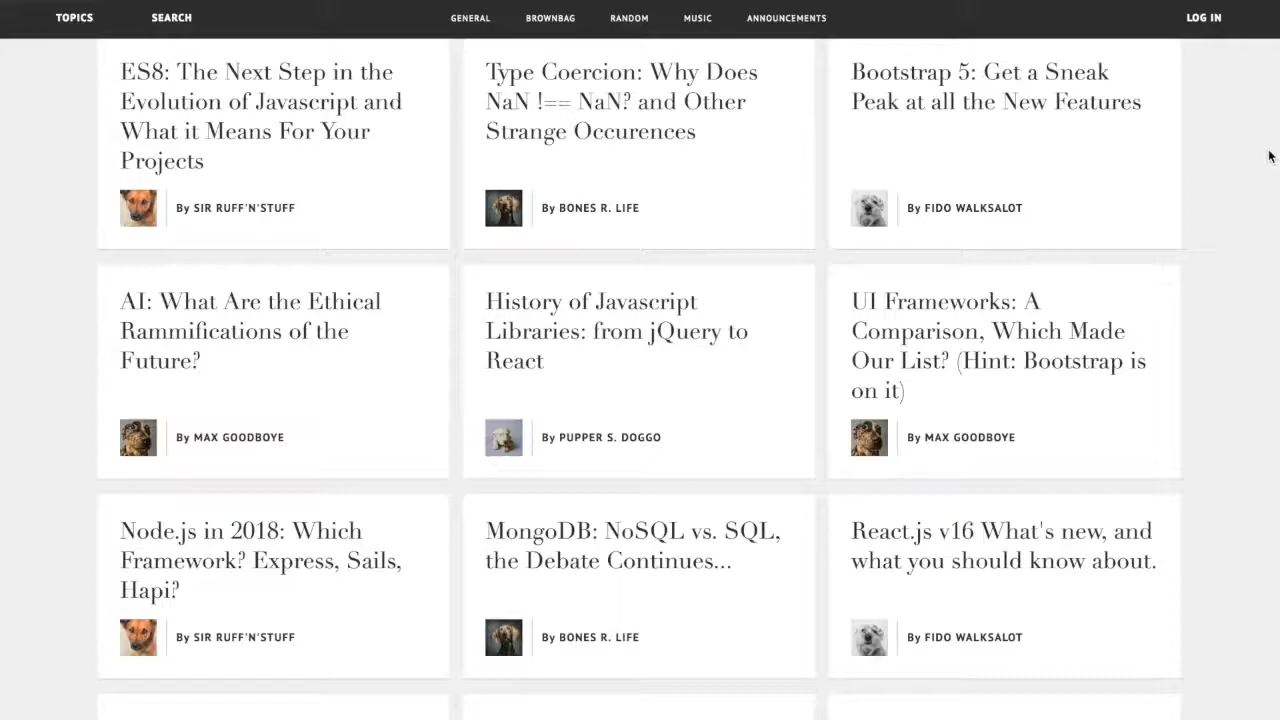 TOPICS SEARCH GENERAL BROWNBAG RANDOM MUSIC ANNOUNCEMENTS LOG IN
ES8: The Next Step in the
Evolution of Javascript and
What it Means For Your
Projects
By SIR RUFF'N'STUFF
Type Coercion: Why Does
NaN !== NaN? and Other
Strange Occurences
By BONES R. LIFE
Bootstrap 5: Get a Sneak
Peak at all the New Features
By FIDO WALKSALOT
AI: What Are the Ethical
Rammifications of the
Future?
By MAX GOODBOYE
History of Javascript
Libraries: from jQuery to
React
By PUPPER S. DOGGO
UI Frameworks: A
Comparison, Which Made
Our List? (Hint: Bootstrap is
on it)
By MAX GOODBOYE
Node.js in 2018: Which
Framework? Express, Sails,
Hapi?
By SIR RUFF'N'STUFF
MongoDB: NoSQL vs. SQL,
the Debate Continues...
By BONES R. LIFE
React.js v16 What's new, and
what you should know about.
By FIDO WALKSALOT